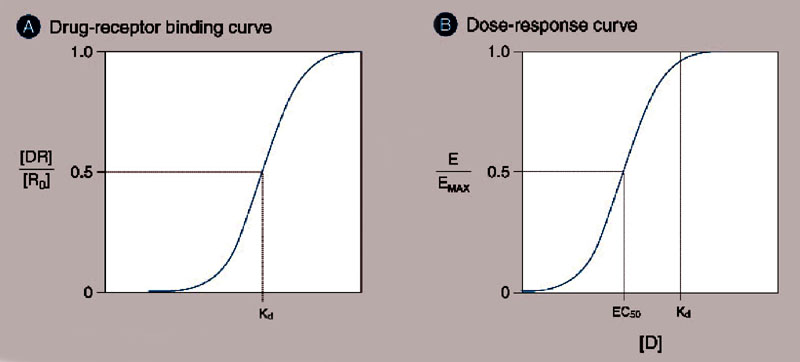 A Drug-receptor binding curve
1.0
[DR]
[R₀]
0.5
0
Kd
B Dose-response curve
1.0
E
EMAX
0.5
0
EC50 Kd
[D]